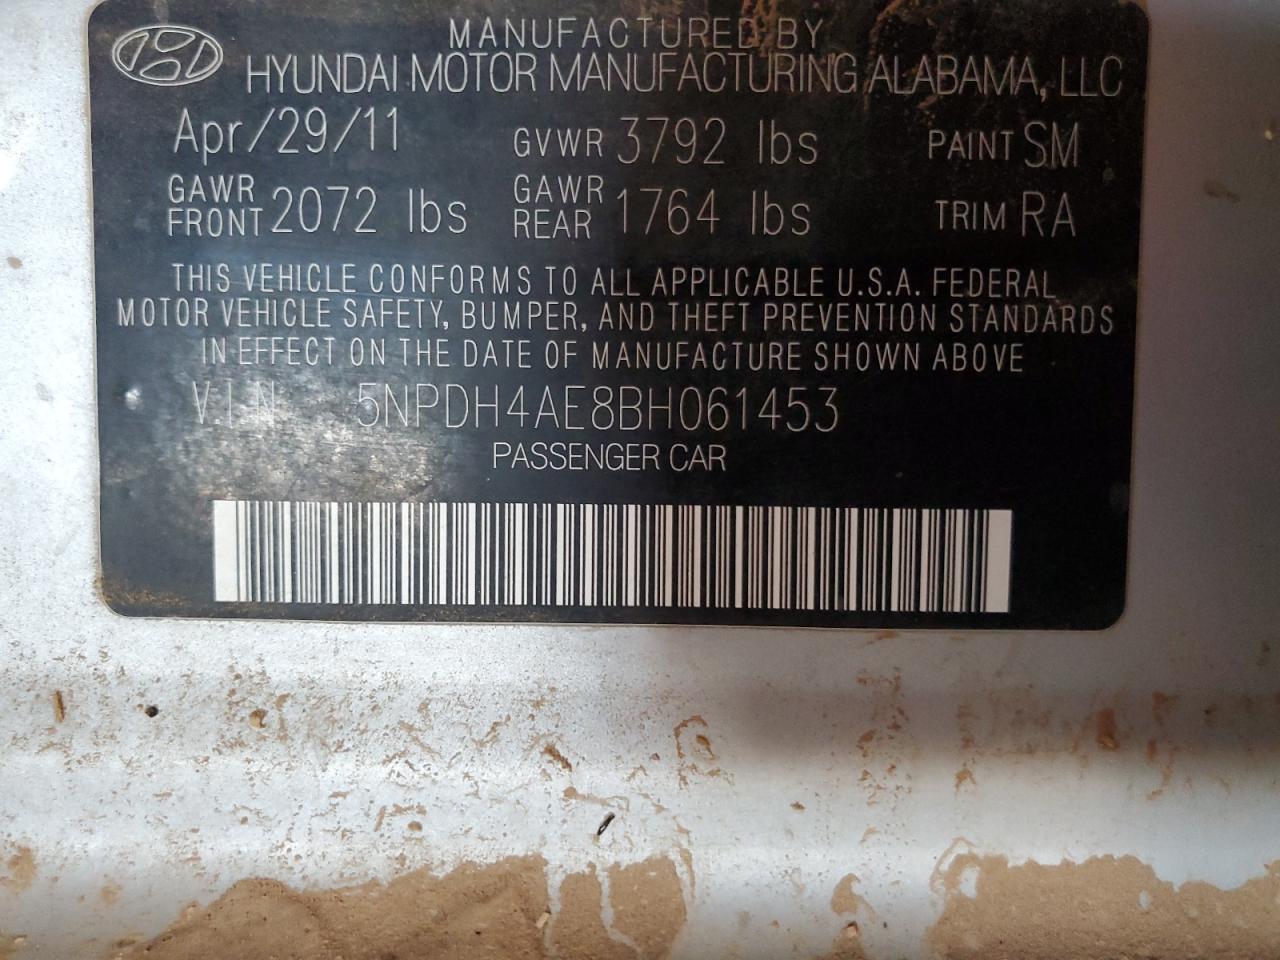 MANUFACTURED BY
HYUNDAI MOTOR MANUFACTURING ALABAMA, LLC
Apr/29/11 GVWR 3792 lbs PAINT SM
GAWR FRONT 2072 lbs GAWR REAR 1764 lbs TRIM RA
THIS VEHICLE CONFORMS TO ALL APPLICABLE U.S.A. FEDERAL
MOTOR VEHICLE SAFETY, BUMPER, AND THEFT PREVENTION STANDARDS
IN EFFECT ON THE DATE OF MANUFACTURE SHOWN ABOVE
V.I.N 5NPDH4AE8BH061453
PASSENGER CAR